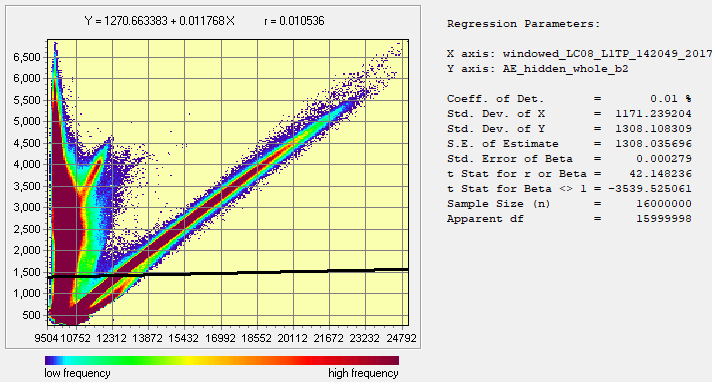 Y = 1270.663383 + 0.011768 X r = 0.010536
6,500
6,000
5,500
5,000
4,500
4,000
3,500
3,000
2,500
2,000
1,500
1,000
500
9504 10752 12312 13872 15432 16992 18552 20112 21672 23232 24792
low frequency high frequency
Regression Parameters:
X axis: windowed_LC08_L1TP_142049_2017
Y axis: AE_hidden_whole_b2
Coeff. of Det. = 0.01 %
Std. Dev. of X = 1171.239204
Std. Dev. of Y = 1308.108309
S.E. of Estimate = 1308.035696
Std. Error of Beta = 0.000279
t Stat for r or Beta = 42.148236
t Stat for Beta <> 1 = -3539.525061
Sample Size (n) = 16000000
Apparent df = 15999998